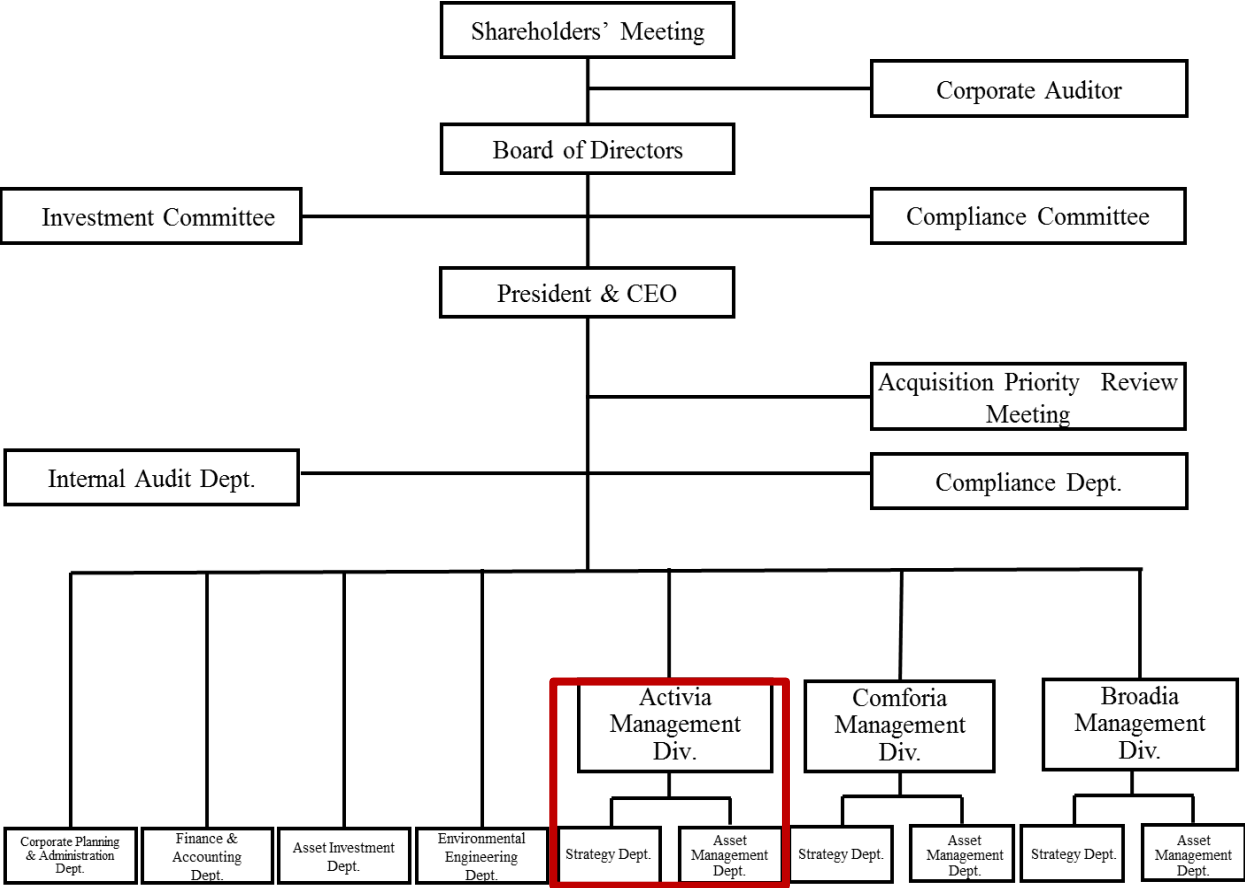 Shareholders’ Meeting
Corporate Auditor
Board of Directors
Investment Committee
Compliance Committee
President & CEO
Acquisition Priority Review
Meeting
Internal Audit Dept.
Compliance Dept.
Activia
Management
Div.
Comforia
Management
Div.
Broadia
Management
Div.
Corporate Planning
& Administration
Dept.
Finance &
Accounting
Dept.
Asset Investment
Dept.
Environmental
Engineering
Dept.
Strategy Dept.
Asset
Management
Dept.
Strategy Dept.
Asset
Management
Dept.
Strategy Dept.
Asset
Management
Dept.